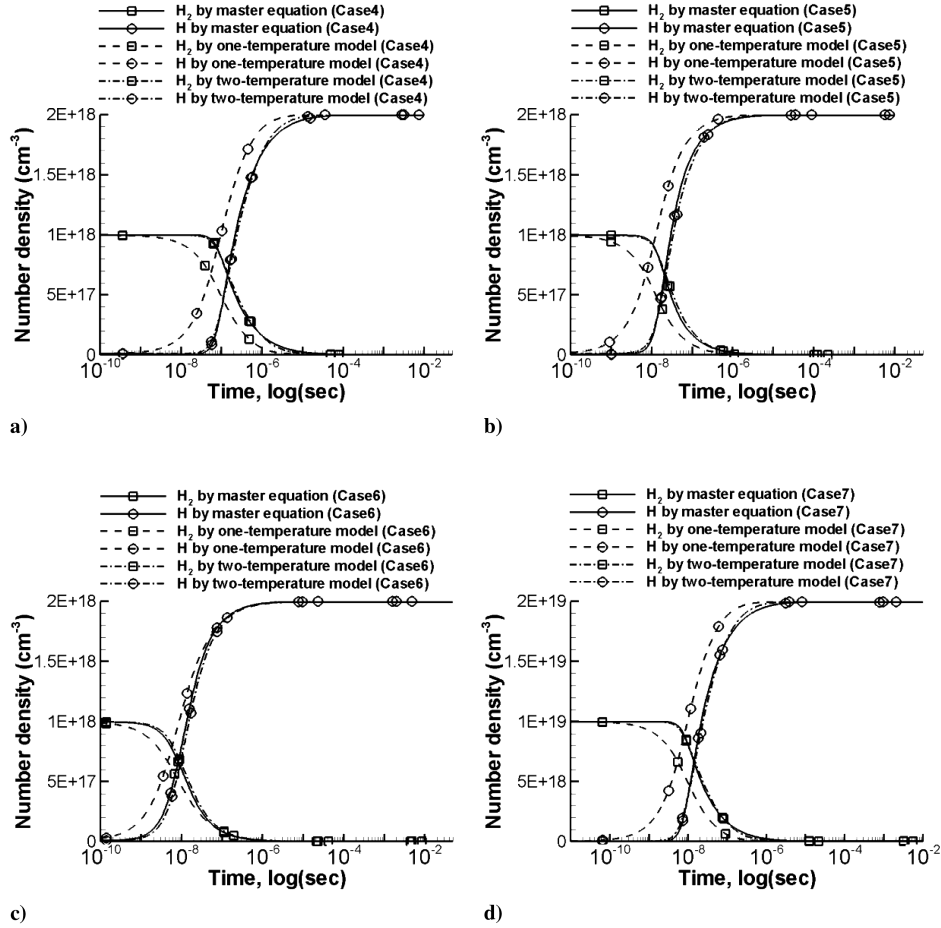 H2 by master equation (Case4)
H by master equation (Case4)
H2 by one-temperature model (Case4)
H by one-temperature model (Case4)
H2 by two-temperature model (Case4)
H by two-temperature model (Case4)
2E+18
1.5E+18
1E+18
5E+17
0
Number density (cm-3)
10-10 10-8 10-6 10-4 10-2
Time, log(sec)
a)
H2 by master equation (Case5)
H by master equation (Case5)
H2 by one-temperature model (Case5)
H by one-temperature model (Case5)
H2 by two-temperature model (Case5)
H by two-temperature model (Case5)
2E+18
1.5E+18
1E+18
5E+17
0
Number density (cm-3)
10-10 10-8 10-6 10-4 10-2
Time, log(sec)
b)
H2 by master equation (Case6)
H by master equation (Case6)
H2 by one-temperature model (Case6)
H by one-temperature model (Case6)
H2 by two-temperature model (Case6)
H by two-temperature model (Case6)
2E+18
1.5E+18
1E+18
5E+17
0
Number density (cm-3)
10-10 10-8 10-6 10-4 10-2
Time, log(sec)
c)
H2 by master equation (Case7)
H by master equation (Case7)
H2 by one-temperature model (Case7)
H by one-temperature model (Case7)
H2 by two-temperature model (Case7)
H by two-temperature model (Case7)
2E+19
1.5E+19
1E+19
5E+18
0
Number density (cm-3)
10-10 10-8 10-6 10-4 10-2
Time, log(sec)
d)